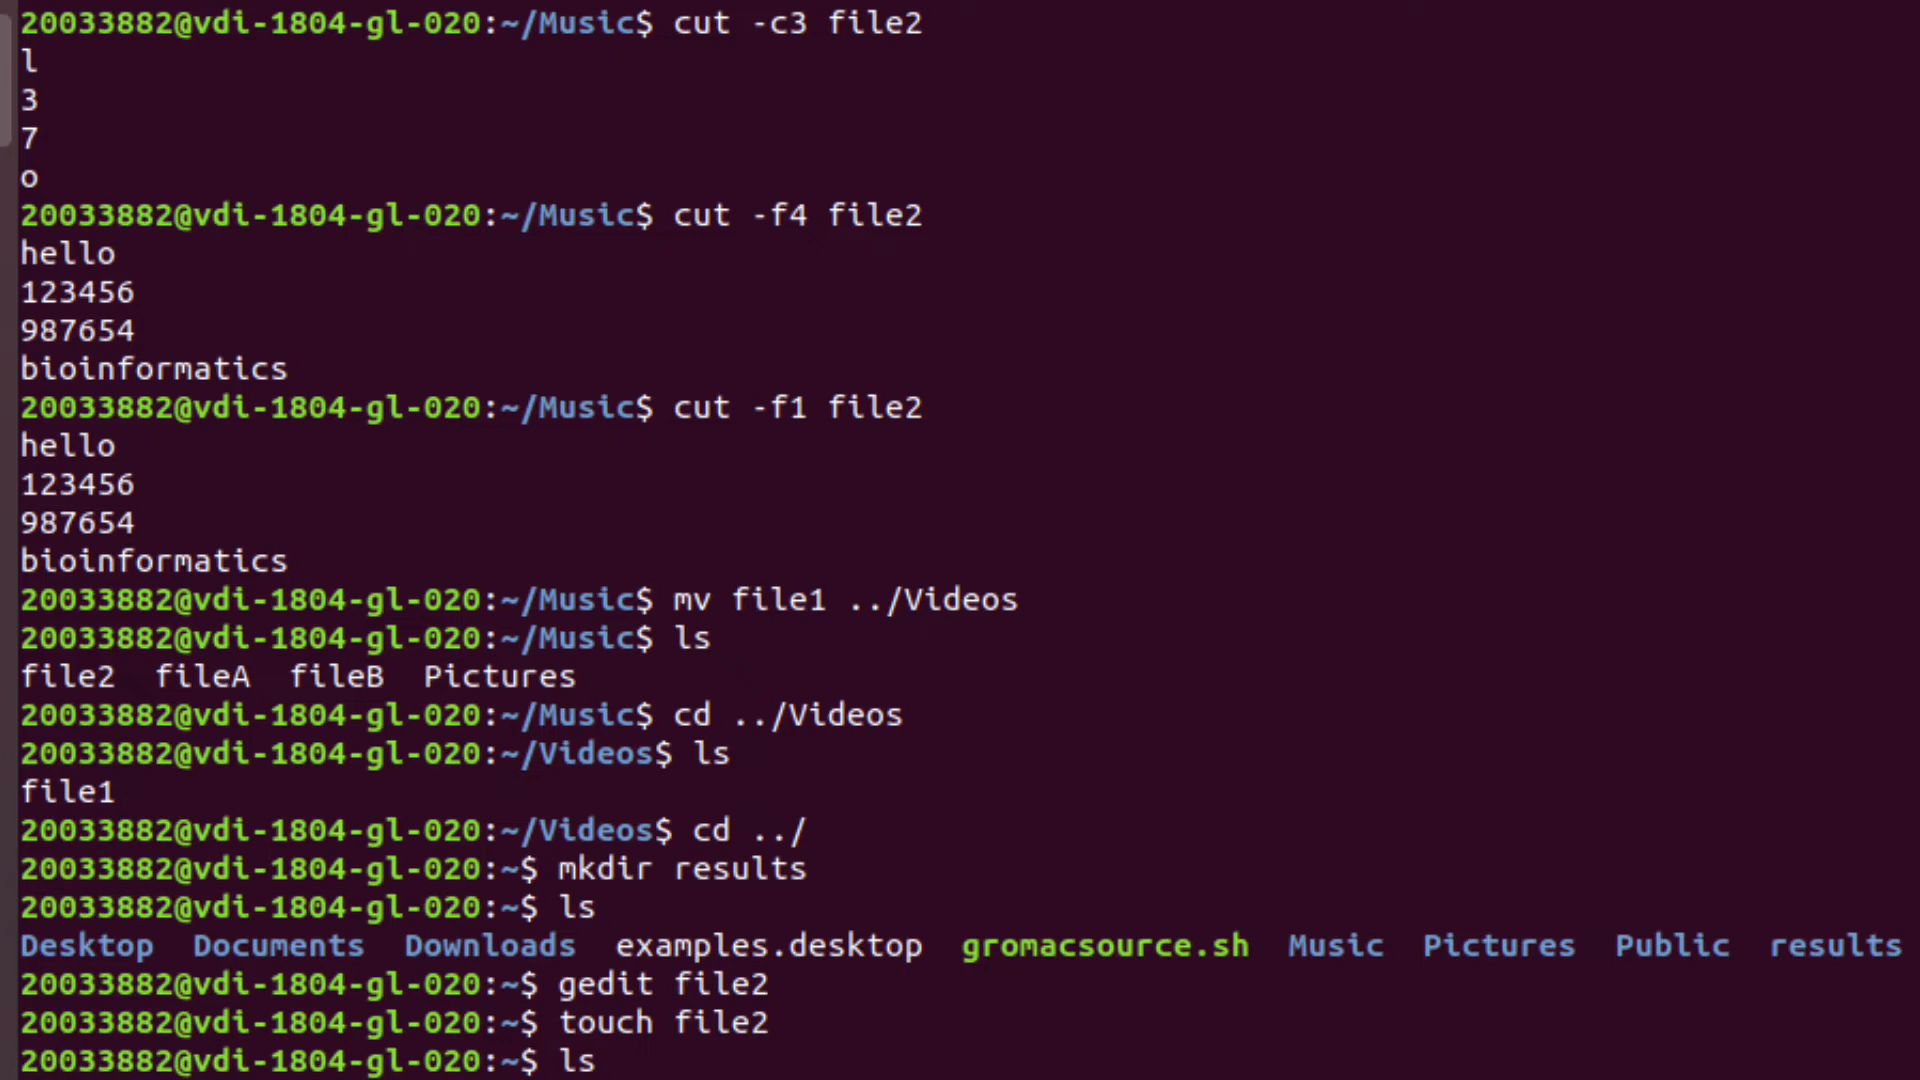 20033882@vdi-1804-gl-020:~/Music$ cut -c3 file2
l
3
7
o
20033882@vdi-1804-gl-020:~/Music$ cut -f4 file2
hello
123456
987654
bioinformatics
20033882@vdi-1804-gl-020:~/Music$ cut -f1 file2
hello
123456
987654
bioinformatics
20033882@vdi-1804-gl-020:~/Music$ mv file1 ../Videos
20033882@vdi-1804-gl-020:~/Music$ ls
file2  fileA  fileB  Pictures
20033882@vdi-1804-gl-020:~/Music$ cd ../Videos
20033882@vdi-1804-gl-020:~/Videos$ ls
file1
20033882@vdi-1804-gl-020:~/Videos$ cd ../
20033882@vdi-1804-gl-020:~$ mkdir results
20033882@vdi-1804-gl-020:~$ ls
Desktop  Documents  Downloads  examples.desktop  gromacsource.sh  Music  Pictures  Public  results
20033882@vdi-1804-gl-020:~$ gedit file2
20033882@vdi-1804-gl-020:~$ touch file2
20033882@vdi-1804-gl-020:~$ ls